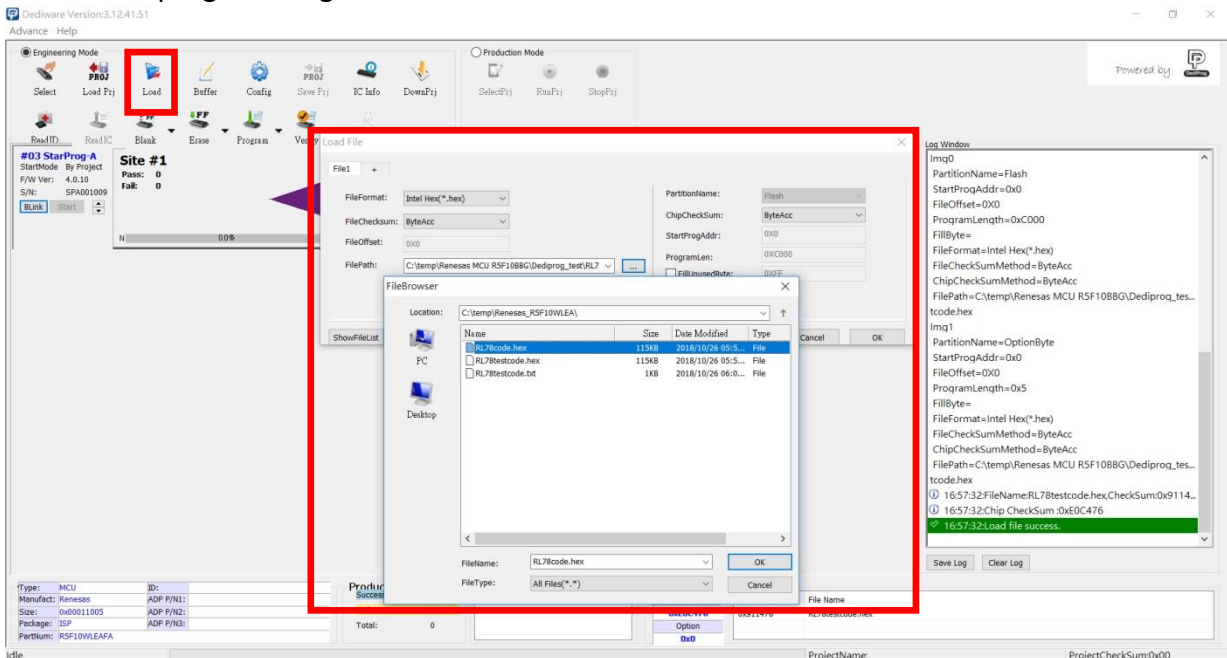 Dediware Version:3.12.41.51
Advance Help
Engineering Mode
Production Mode
Select Load Prj Load Buffer Config Save Prj IC Info DownPrj
SelectPrj RunPrj StopPrj
Powered by DediProg
ReadID Read IC Blank Erase Program Verify
#03 StarProg-A
StartMode By Project
F/W Ver: 4.0.10
S/N: SPA001009
BLink Start
Site #1
Pass: 0
Fail: 0
N 0.0%
Load File
File1 +
FileFormat: Intel Hex(*.hex)
FileChecksum: ByteAcc
FileOffset: 0X0
FilePath: C:\temp\Renesas MCU R5F10BBG\Dediprog_test\RL7 ...
PartitionName: Flash
ChipCheckSum: ByteAcc
StartProgAddr: 0X0
ProgramLen: 0XC000
FillUnusedByte: 0XFF
ShowFileList
Cancel OK
FileBrowser
Location: C:\temp\Renesas_R5F10WLEA\
PC
Desktop
Name Size Date Modified Type
RL78code.hex 115KB 2018/10/26 05:5... File
RL78testcode.hex 115KB 2018/10/26 05:5... File
RL78testcode.txt 1KB 2018/10/26 06:0... File
FileName: RL78code.hex OK
FileType: All Files(*.*) Cancel
Log Window
Img0
PartitionName=Flash
StartProgAddr=0x0
FileOffset=0X0
ProgramLength=0xC000
FillByte=
FileFormat=Intel Hex(*.hex)
FileCheckSumMethod=ByteAcc
ChipCheckSumMethod=ByteAcc
FilePath=C:\temp\Renesas MCU R5F10BBG\Dediprog_tes...
tcode.hex
Img1
PartitionName=OptionByte
StartProgAddr=0x0
FileOffset=0X0
ProgramLength=0x5
FillByte=
FileFormat=Intel Hex(*.hex)
FileCheckSumMethod=ByteAcc
ChipCheckSumMethod=ByteAcc
FilePath=C:\temp\Renesas MCU R5F10BBG\Dediprog_tes...
tcode.hex
16:57:32:FileName:RL78testcode.hex,CheckSum:0x9114...
16:57:32:Chip CheckSum :0xE0C476
16:57:32:Load file success.
Save Log Clear Log
Type: MCU
Manufact: Renesas
Size: 0x00011005
Package: ISP
PartNum: R5F10WLEAFA
ID:
ADP P/N1:
ADP P/N2:
ADP P/N3:
Total: 0
File Name
0xE0C476 0x911476 RL78testcode.hex
Option
0x0
Idle
ProjectName:
ProjectCheckSum:0x00